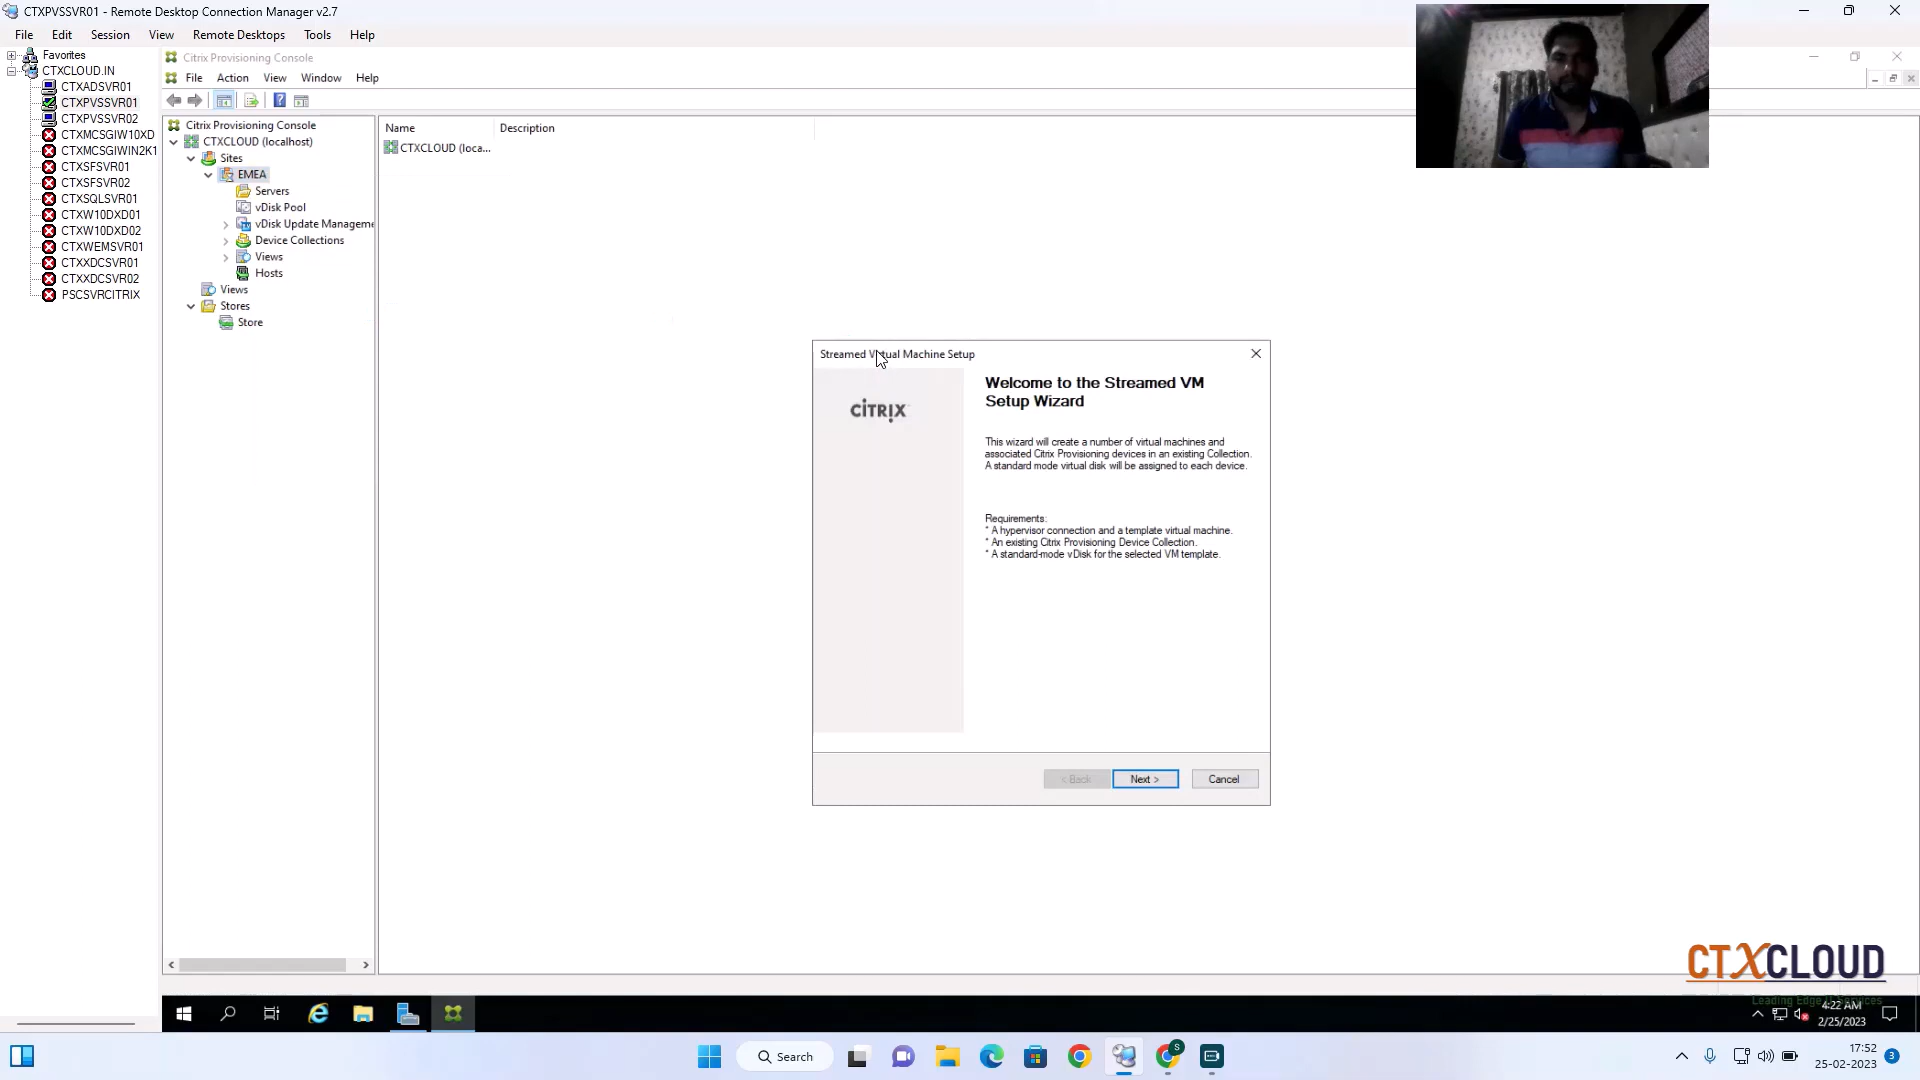 CTXPVSSVR01 - Remote Desktop Connection Manager v2.7
File Edit Session View Remote Desktops Tools Help
Favorites
CTXCLOUD.IN
CTXADSVR01
CTXPVSSVR01
CTXPVSSVR02
CTXMCSGIW10XD
CTXMCSGIWIN2K1
CTXSFSVR01
CTXSFSVR02
CTXSQLSVR01
CTXW10DXD01
CTXW10DXD02
CTXWEMSVR01
CTXXDCSVR01
CTXXDCSVR02
PSCSVRCITRIX
Citrix Provisioning Console
File Action View Window Help
Citrix Provisioning Console
CTXCLOUD (localhost)
Sites
EMEA
Servers
vDisk Pool
vDisk Update Manageme
Device Collections
Views
Hosts
Views
Stores
Store
Name Description
CTXCLOUD (loca...
Streamed Virtual Machine Setup
CITRIX
Welcome to the Streamed VM
Setup Wizard
This wizard will create a number of virtual machines and
associated Citrix Provisioning devices in an existing Collection.
A standard mode virtual disk will be assigned to each device.
Requirements:
* A hypervisor connection and a template virtual machine.
* An existing Citrix Provisioning Device Collection.
* A standard-mode vDisk for the selected VM template.
< Back Next > Cancel
CTXCLOUD
Leading Edge IT Services
4:22 AM
2/25/2023
Search
S
17:52
25-02-2023
3